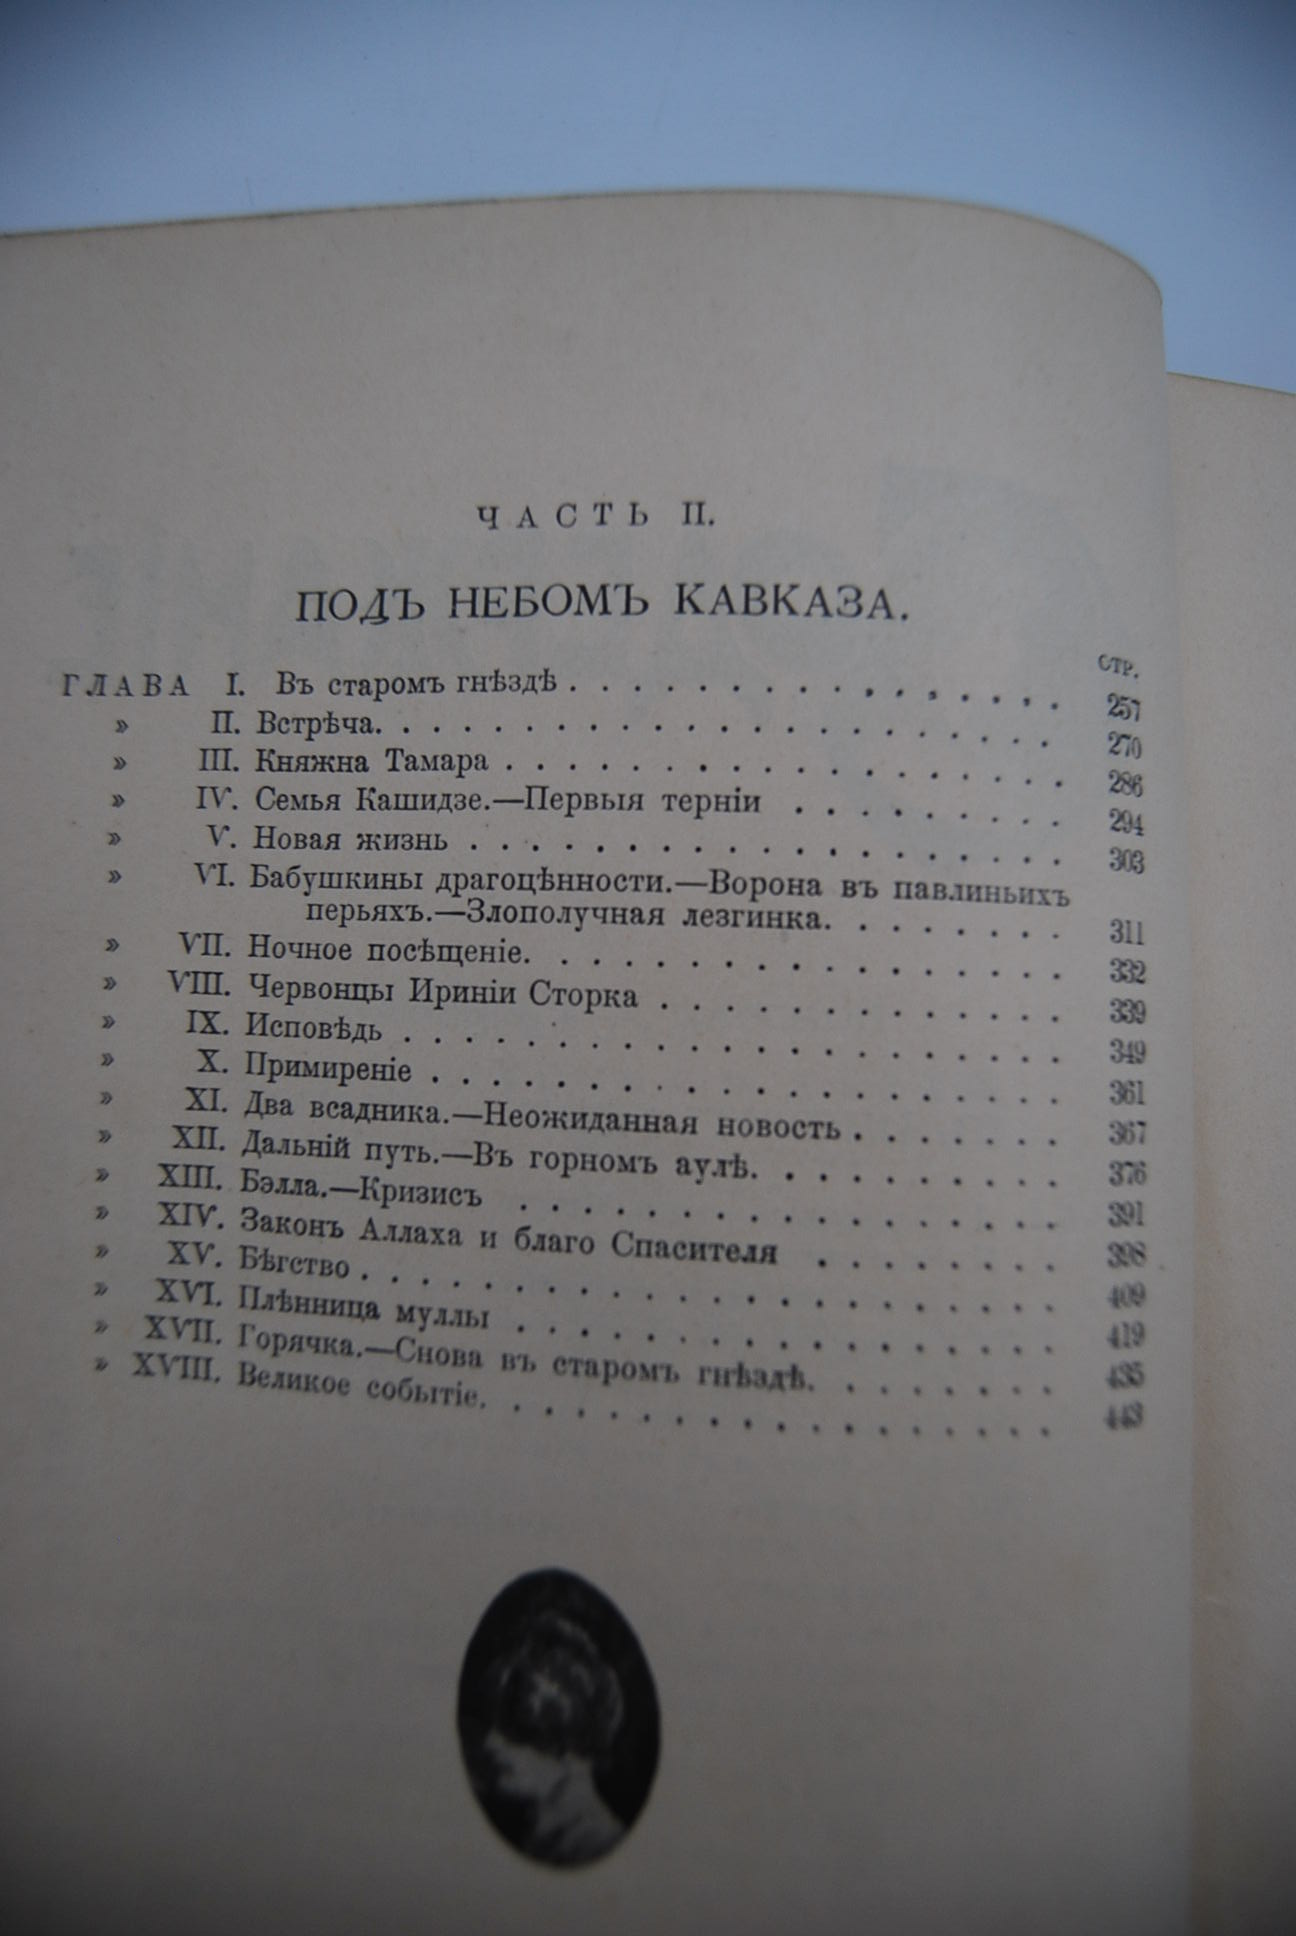 ЧАСТЬ II.
ПОДЪ НЕБОМЪ КАВКАЗА.
СТР.
ГЛАВА I. Въ старомъ гнѣздѣ . . . . . . . . . . . . . . . . 257
» II. Встрѣча. . . . . . . . . . . . . . . . . . . . . . 270
» III. Княжна Тамара . . . . . . . . . . . . . . . . . . 286
» IV. Семья Кашидзе.—Первыя терніи . . . . . . . . . 294
» V. Новая жизнь . . . . . . . . . . . . . . . . . . . 303
» VI. Бабушкины драгоцѣнности.—Ворона въ павлиньихъ
перьяхъ.—Злополучная лезгинка. . . . . . . . 311
» VII. Ночное посѣщеніе. . . . . . . . . . . . . . . . . 332
» VIII. Червонцы Ириніи Сторка . . . . . . . . . . . . . 339
» IX. Исповѣдь . . . . . . . . . . . . . . . . . . . . . 349
» X. Примиреніе . . . . . . . . . . . . . . . . . . . . 361
» XI. Два всадника.—Неожиданная новость . . . . . . . 367
» XII. Дальній путь.—Въ горномъ аулѣ. . . . . . . . . . 376
» XIII. Бэлла.—Кризисъ . . . . . . . . . . . . . . . . . 391
» XIV. Законъ Аллаха и благо Спасителя . . . . . . . . 398
» XV. Бѣгство . . . . . . . . . . . . . . . . . . . . . . 409
» XVI. Плѣнница муллы . . . . . . . . . . . . . . . . . 419
» XVII. Горячка.—Снова въ старомъ гнѣздѣ. . . . . . . . 435
» XVIII. Великое событіе. . . . . . . . . . . . . . . . . . 443